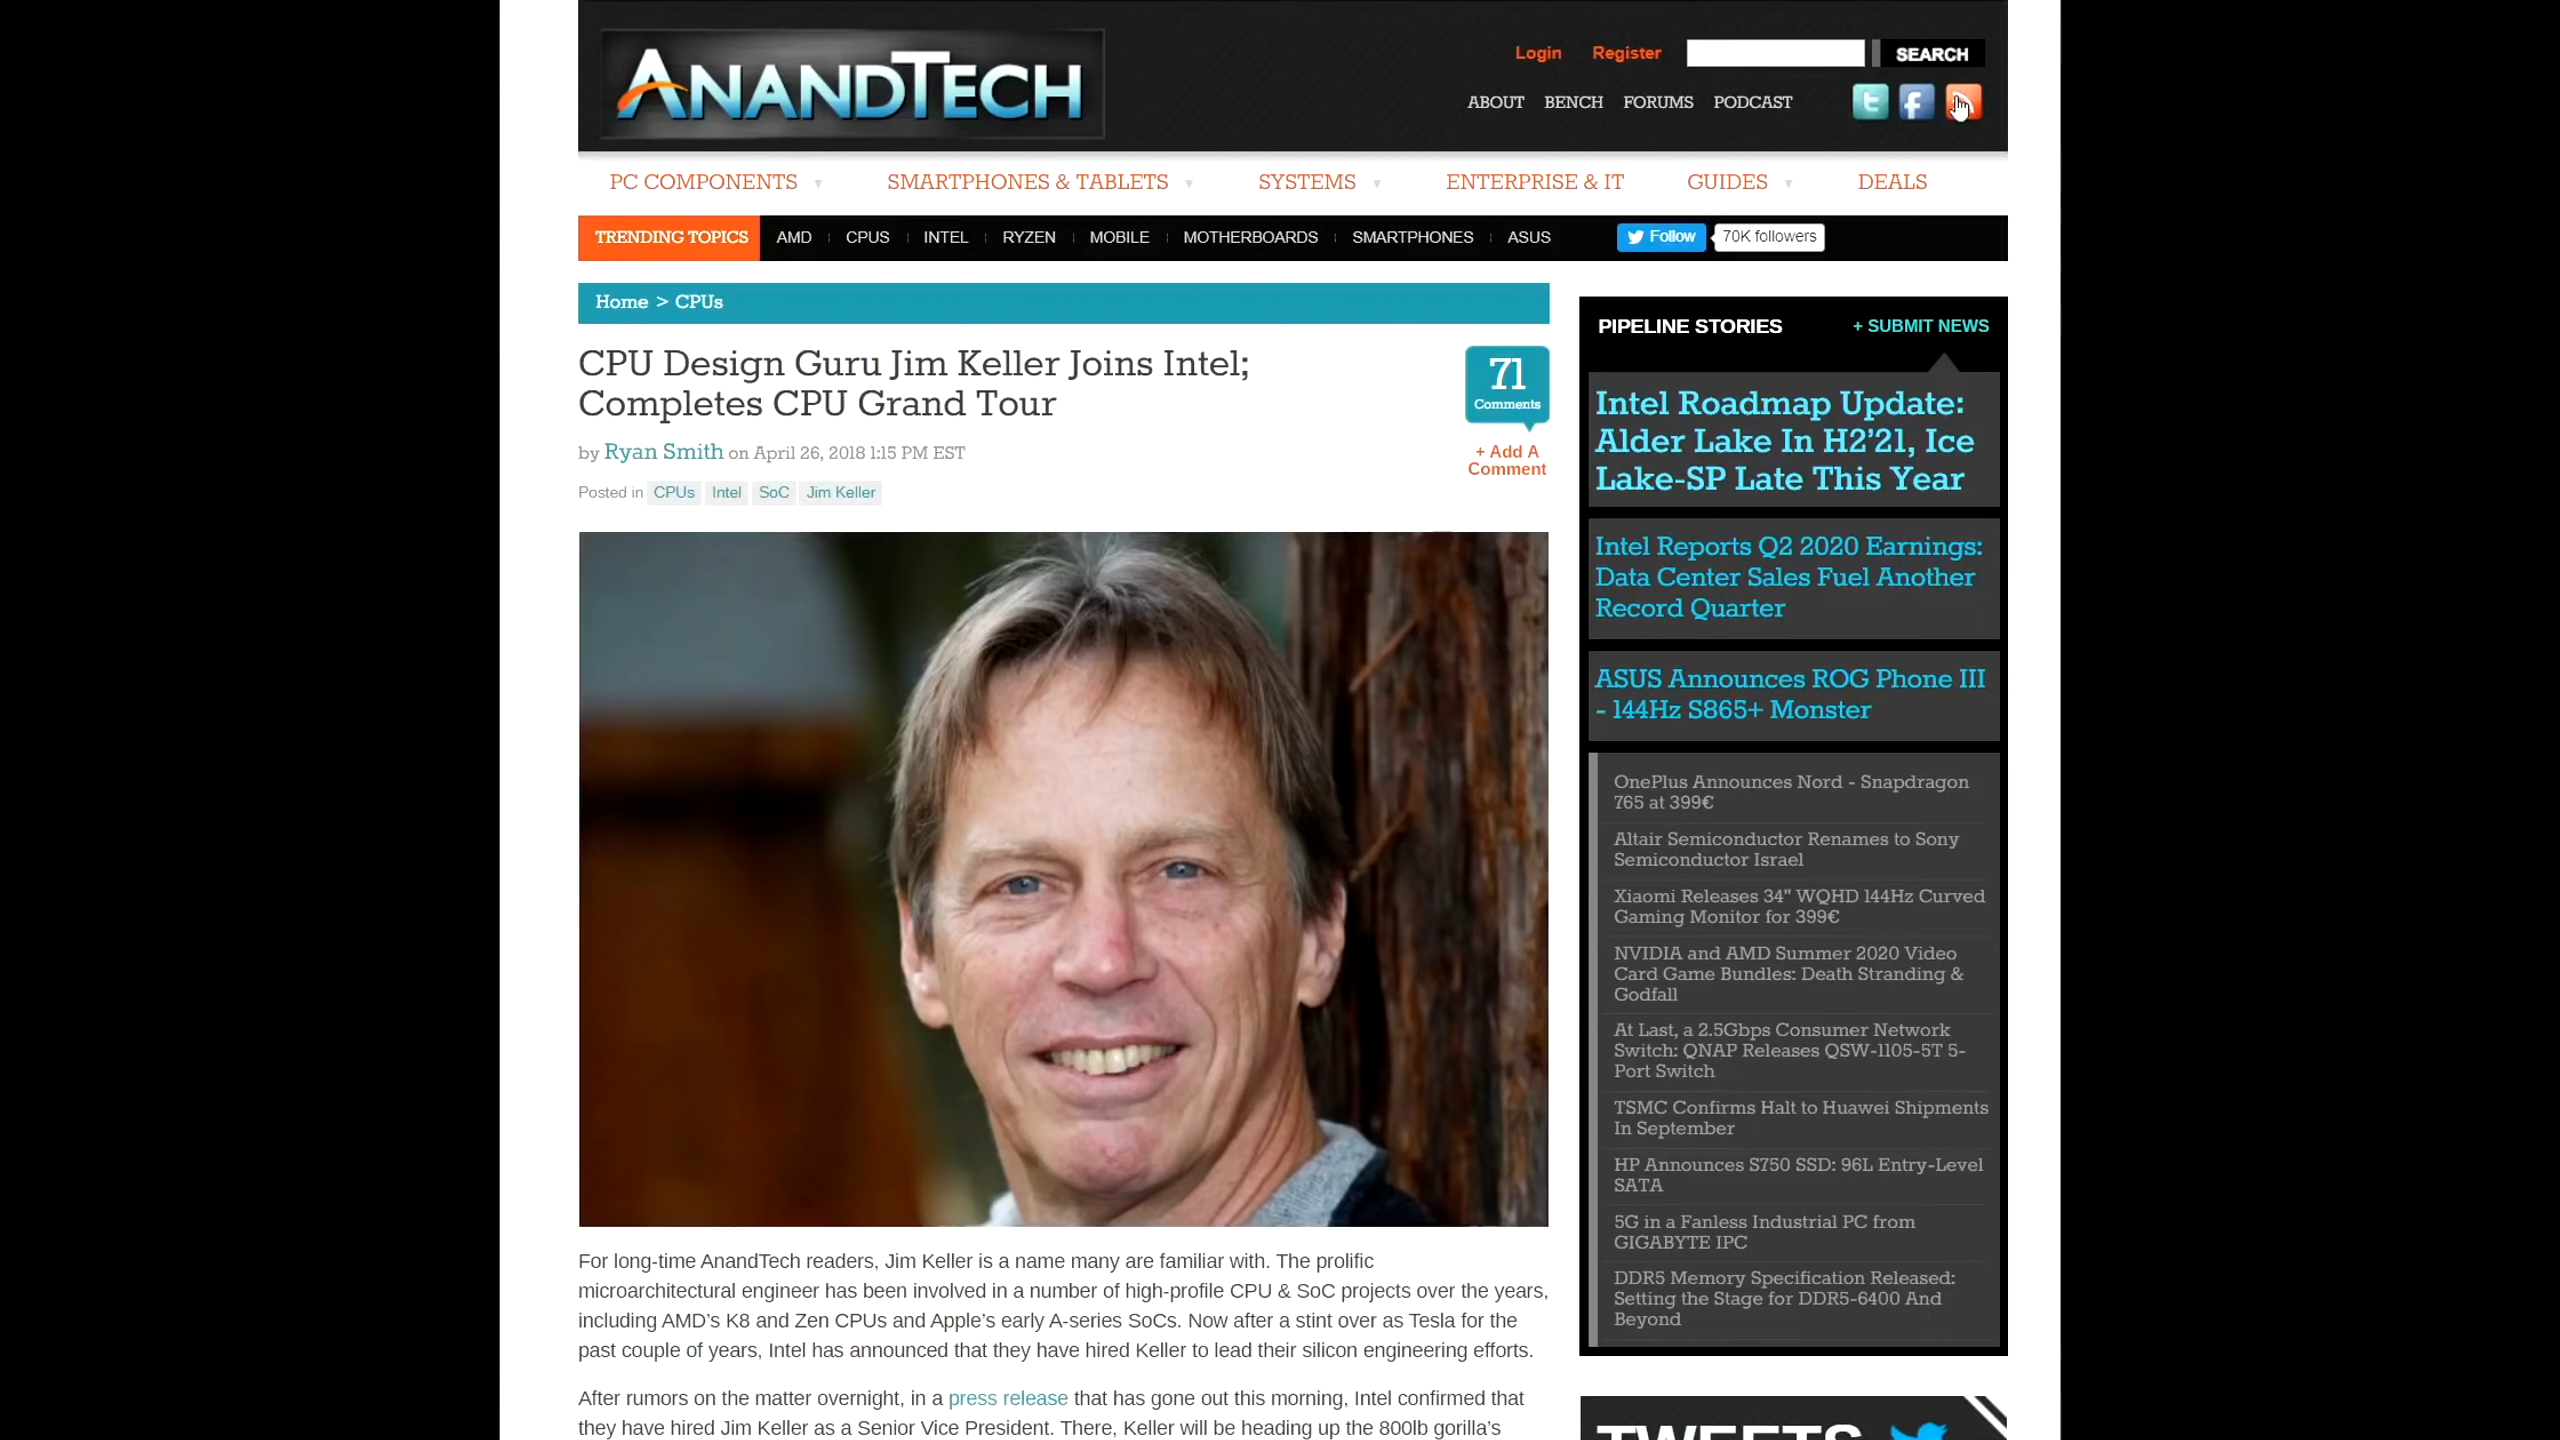 ANANDTECH
Login Register SEARCH
ABOUT BENCH FORUMS PODCAST
PC COMPONENTS SMARTPHONES & TABLETS SYSTEMS ENTERPRISE & IT GUIDES DEALS
TRENDING TOPICS AMD CPUS INTEL RYZEN MOBILE MOTHERBOARDS SMARTPHONES ASUS Follow 70K followers
Home > CPUs
CPU Design Guru Jim Keller Joins Intel;
Completes CPU Grand Tour
by Ryan Smith on April 26, 2018 1:15 PM EST
Posted in CPUs Intel SoC Jim Keller
71
Comments
+ Add A
Comment
For long-time AnandTech readers, Jim Keller is a name many are familiar with. The prolific
microarchitectural engineer has been involved in a number of high-profile CPU & SoC projects over the years,
including AMD's K8 and Zen CPUs and Apple's early A-series SoCs. Now after a stint over as Tesla for the
past couple of years, Intel has announced that they have hired Keller to lead their silicon engineering efforts.
After rumors on the matter overnight, in a press release that has gone out this morning, Intel confirmed that
they have hired Jim Keller as a Senior Vice President. There, Keller will be heading up the 800lb gorilla's
PIPELINE STORIES + SUBMIT NEWS
Intel Roadmap Update:
Alder Lake In H2'21, Ice
Lake-SP Late This Year
Intel Reports Q2 2020 Earnings:
Data Center Sales Fuel Another
Record Quarter
ASUS Announces ROG Phone III
- 144Hz S865+ Monster
OnePlus Announces Nord - Snapdragon
765 at 399€
Altair Semiconductor Renames to Sony
Semiconductor Israel
Xiaomi Releases 34" WQHD 144Hz Curved
Gaming Monitor for 399€
NVIDIA and AMD Summer 2020 Video
Card Game Bundles: Death Stranding &
Godfall
At Last, a 2.5Gbps Consumer Network
Switch: QNAP Releases QSW-1105-5T 5-
Port Switch
TSMC Confirms Halt to Huawei Shipments
In September
HP Announces S750 SSD: 96L Entry-Level
SATA
5G in a Fanless Industrial PC from
GIGABYTE IPC
DDR5 Memory Specification Released:
Setting the Stage for DDR5-6400 And
Beyond
TWEETS